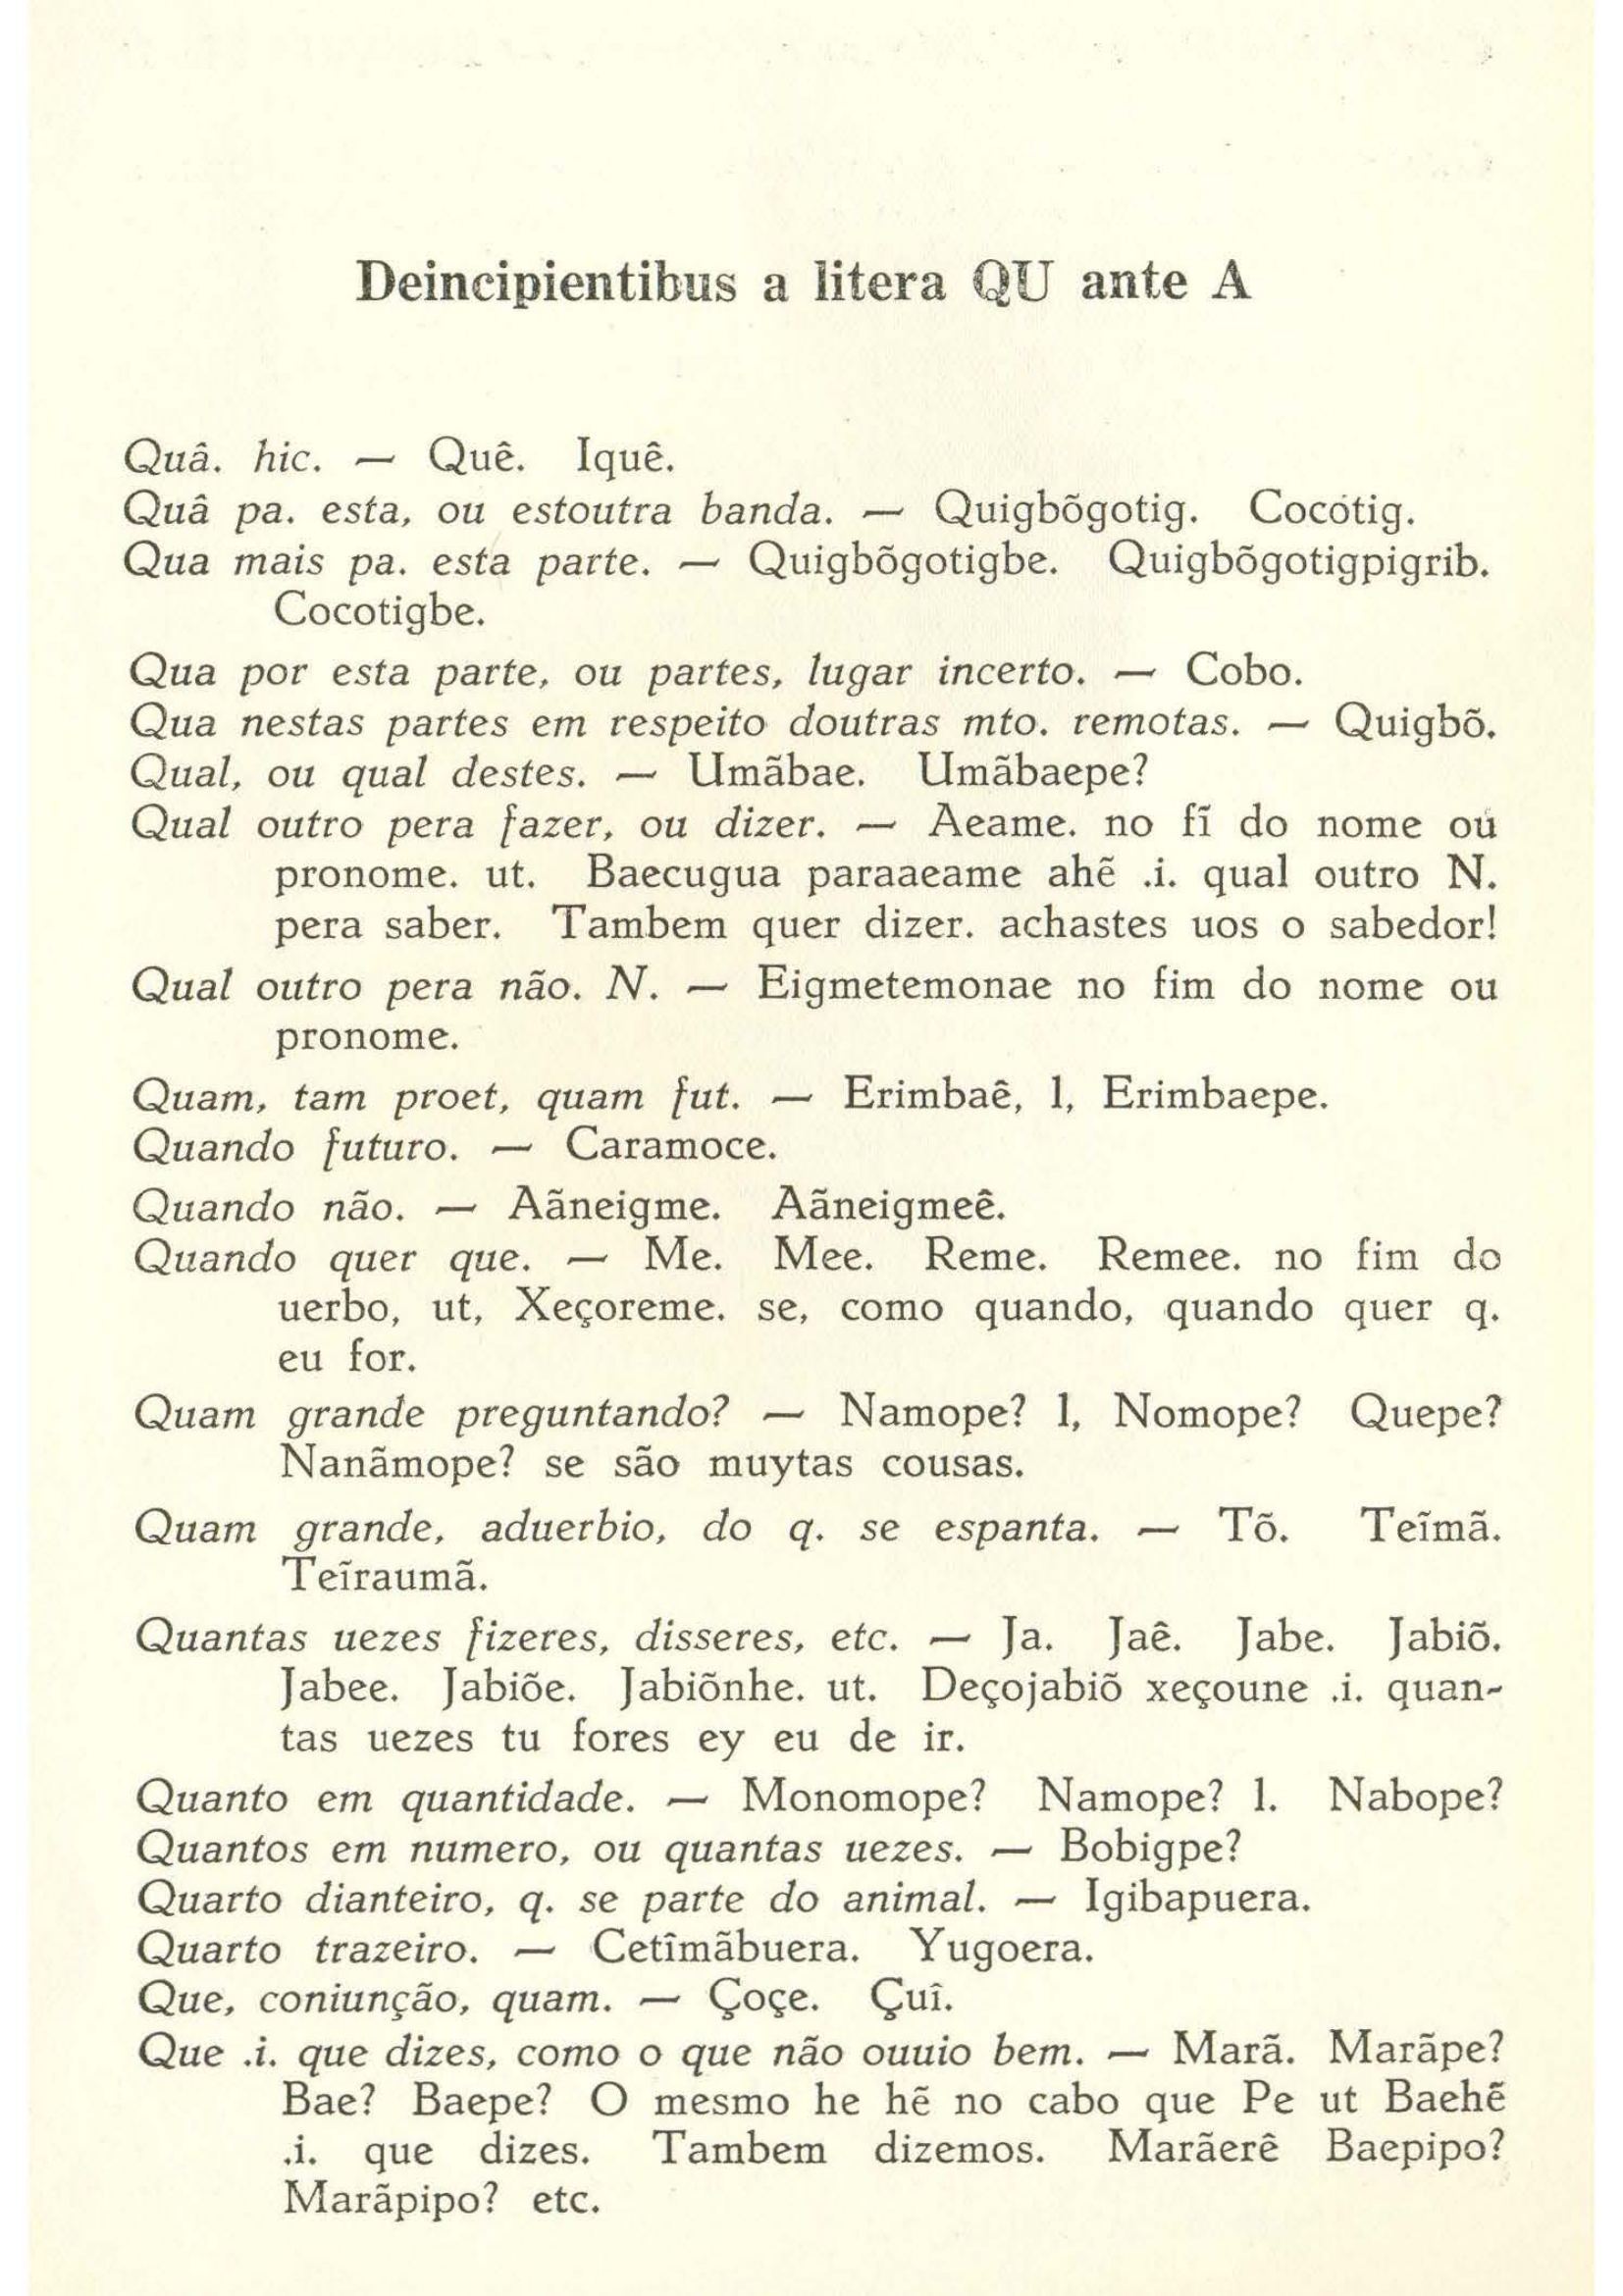 Deincipientibus a litera QU ante A
Quâ. hic. — Quê. Iquê.
Quâ pa. esta, ou estoutra banda. — Quigbõgotig. Cocótig.
Qua mais pa. esta parte. — Quigbõgotigbe. Quigbõgotigpigrib.
Cocotigbe.
Qua por esta parte, ou partes, lugar incerto. — Cobo.
Qua nestas partes em respeito doutras mto. remotas. — Quigbõ.
Qual, ou qual destes. — Umãbae. Umãbaepe?
Qual outro pera fazer, ou dizer. — Aeame. no fĩ do nome ou
pronome. ut. Baecugua paraaeame ahẽ .i. qual outro N.
pera saber. Tambem quer dizer. achastes uos o sabedor!
Qual outro pera não. N. — Eigmetemonae no fim do nome ou
pronome.
Quam, tam proet, quam fut. — Erimbaê, l, Erimbaepe.
Quando futuro. — Caramoce.
Quando não. — Aãneigme. Aãneigmeê.
Quando quer que. — Me. Mee. Reme. Remee. no fim do
uerbo, ut, Xeçoreme. se, como quando, quando quer q.
eu for.
Quam grande preguntando? — Namope? l, Nomope? Quepe?
Nanãmope? se são muytas cousas.
Quam grande, aduerbio, do q. se espanta. — Tõ. Teĩmã.
Teĩraumã.
Quantas uezes fizeres, disseres, etc. — Ja. Jaê. Jabe. Jabiõ.
Jabee. Jabiõe. Jabiõnhe. ut. Deçojabiõ xeçoune .i. quan-
tas uezes tu fores ey eu de ir.
Quanto em quantidade. — Monomope? Namope? l. Nabope?
Quantos em numero, ou quantas uezes. — Bobigpe?
Quarto dianteiro, q. se parte do animal. — Igibapuera.
Quarto trazeiro. — Cetîmãbuera. Yugoera.
Que, coniunção, quam. — Çoçe. Çuî.
Que .i. que dizes, como o que não ouuio bem. — Marã. Marãpe?
Bae? Baepe? O mesmo he hẽ no cabo que Pe ut Baehẽ
.i. que dizes. Tambem dizemos. Marãerê Baepipo?
Marãpipo? etc.